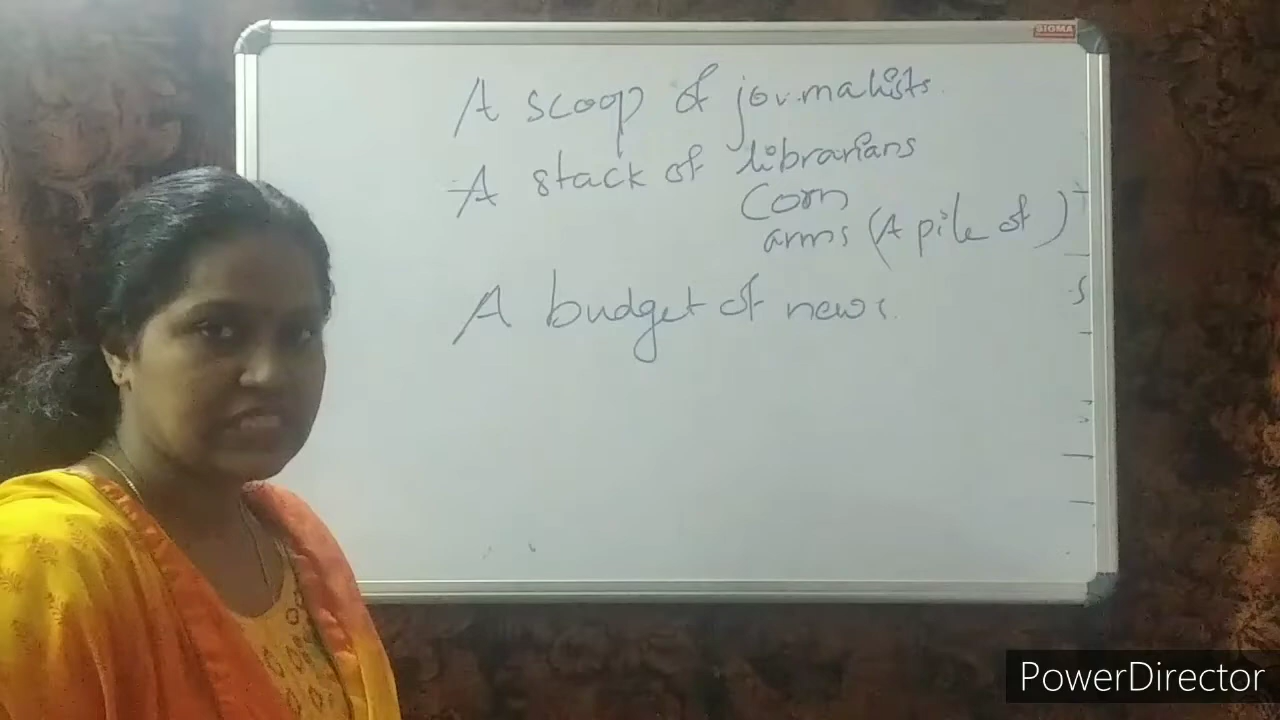 SIGMA
A scoop of journalists.
A stack of librarians
Corn
arms (A pile of)
A budget of news.
PowerDirector